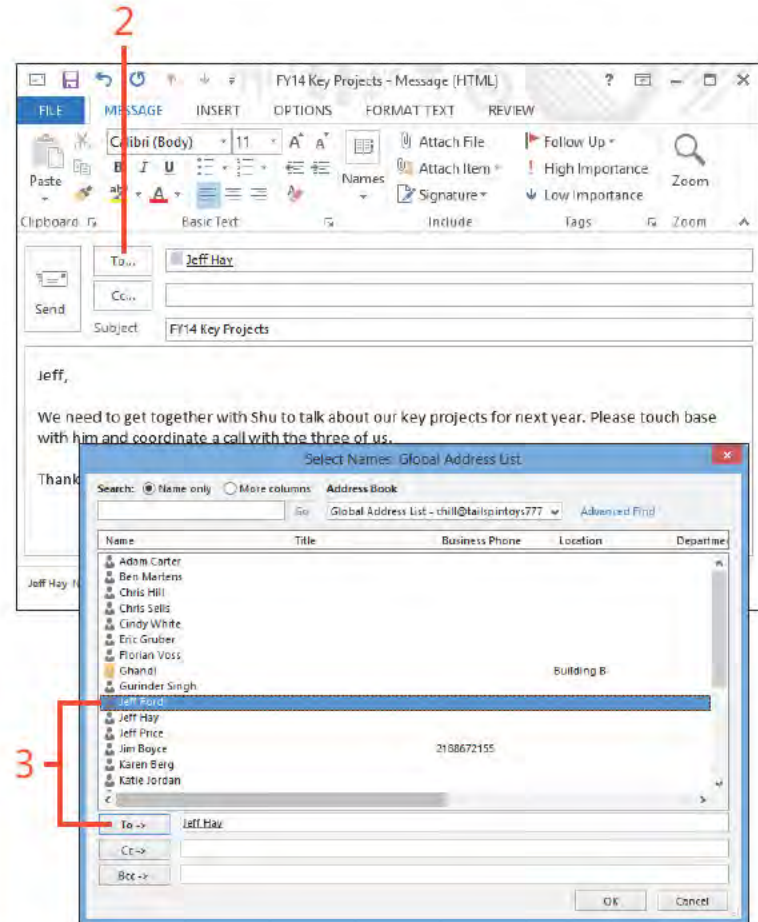 2
FY14 Key Projects - Message (HTML)
FILE MESSAGE INSERT OPTIONS FORMAT TEXT REVIEW
Calibri (Body) 11 A A Attach File Follow Up
B I U Names Attach Item High Importance Zoom
Paste ab A Signature Low Importance
Clipboard Basic Text Include Tags Zoom
To... Jeff Hay
Cc...
Send
Subject FY14 Key Projects
Jeff,
We need to get together with Shu to talk about our key projects for next year. Please touch base
with him and coordinate a call with the three of us.
Thank
Select Names: Global Address List
Search: Name only More columns Address Book
Go Global Address List - chill@tailspintoys777 Advanced Find
Name Title Business Phone Location Departme
Adam Carter
Ben Martens
Jeff Hay N
Chris Hill
Chris Sells
Cindy White
Eric Gruber
Florian Voss
Ghandi Building B
Gurinder Singh
Jeff Ford
Jeff Hay
Jeff Price
3
Jim Boyce 2188672155
Karen Berg
Katie Jordan
To -> Jeff Hay
Cc ->
Bcc ->
OK Cancel